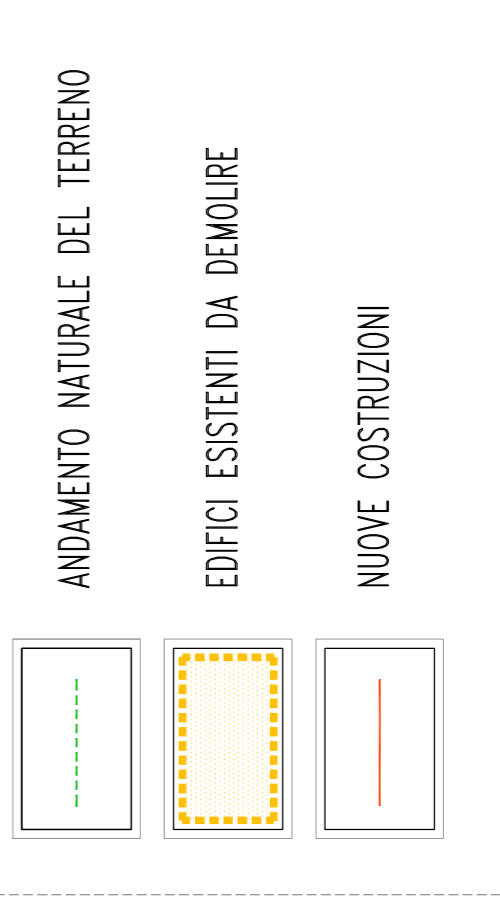 ANDAMENTO NATURALE DEL TERRENO
EDIFICI ESISTENTI DA DEMOLIRE
NUOVE COSTRUZIONI